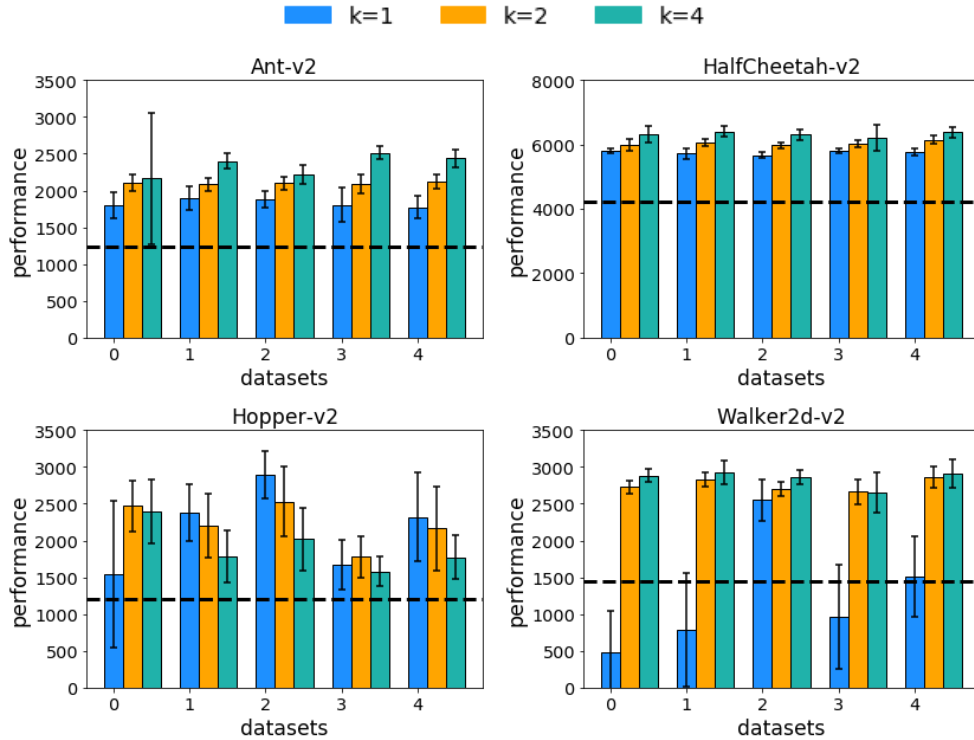 k=1 k=2 k=4
Ant-v2
performance
3500
3000
2500
2000
1500
1000
500
0
0 1 2 3 4
datasets
HalfCheetah-v2
performance
8000
6000
4000
2000
0
0 1 2 3 4
datasets
Hopper-v2
performance
3500
3000
2500
2000
1500
1000
500
0
0 1 2 3 4
datasets
Walker2d-v2
performance
3500
3000
2500
2000
1500
1000
500
0
0 1 2 3 4
datasets